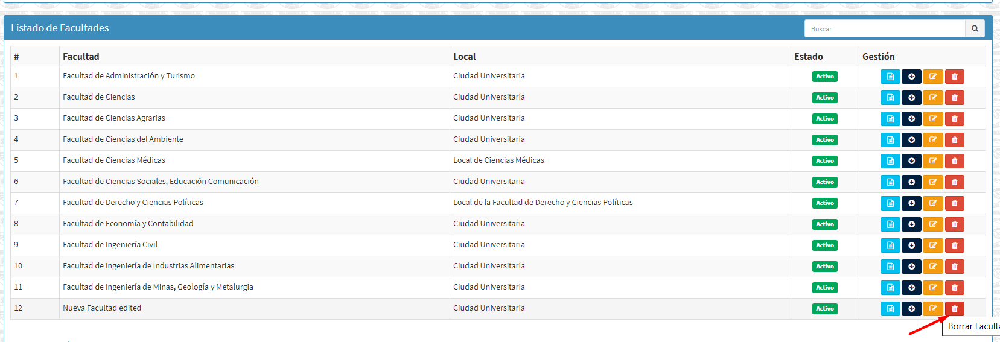 Listado de Facultades
Buscar
# Facultad Local Estado Gestión
1 Facultad de Administración y Turismo Ciudad Universitaria Activo
2 Facultad de Ciencias Ciudad Universitaria Activo
3 Facultad de Ciencias Agrarias Ciudad Universitaria Activo
4 Facultad de Ciencias del Ambiente Ciudad Universitaria Activo
5 Facultad de Ciencias Médicas Local de Ciencias Médicas Activo
6 Facultad de Ciencias Sociales, Educación Comunicación Ciudad Universitaria Activo
7 Facultad de Derecho y Ciencias Políticas Local de la Facultad de Derecho y Ciencias Políticas Activo
8 Facultad de Economía y Contabilidad Ciudad Universitaria Activo
9 Facultad de Ingeniería Civil Ciudad Universitaria Activo
10 Facultad de Ingeniería de Industrias Alimentarias Ciudad Universitaria Activo
11 Facultad de Ingeniería de Minas, Geología y Metalurgia Ciudad Universitaria Activo
12 Nueva Facultad edited Ciudad Universitaria Activo
Borrar Faculta